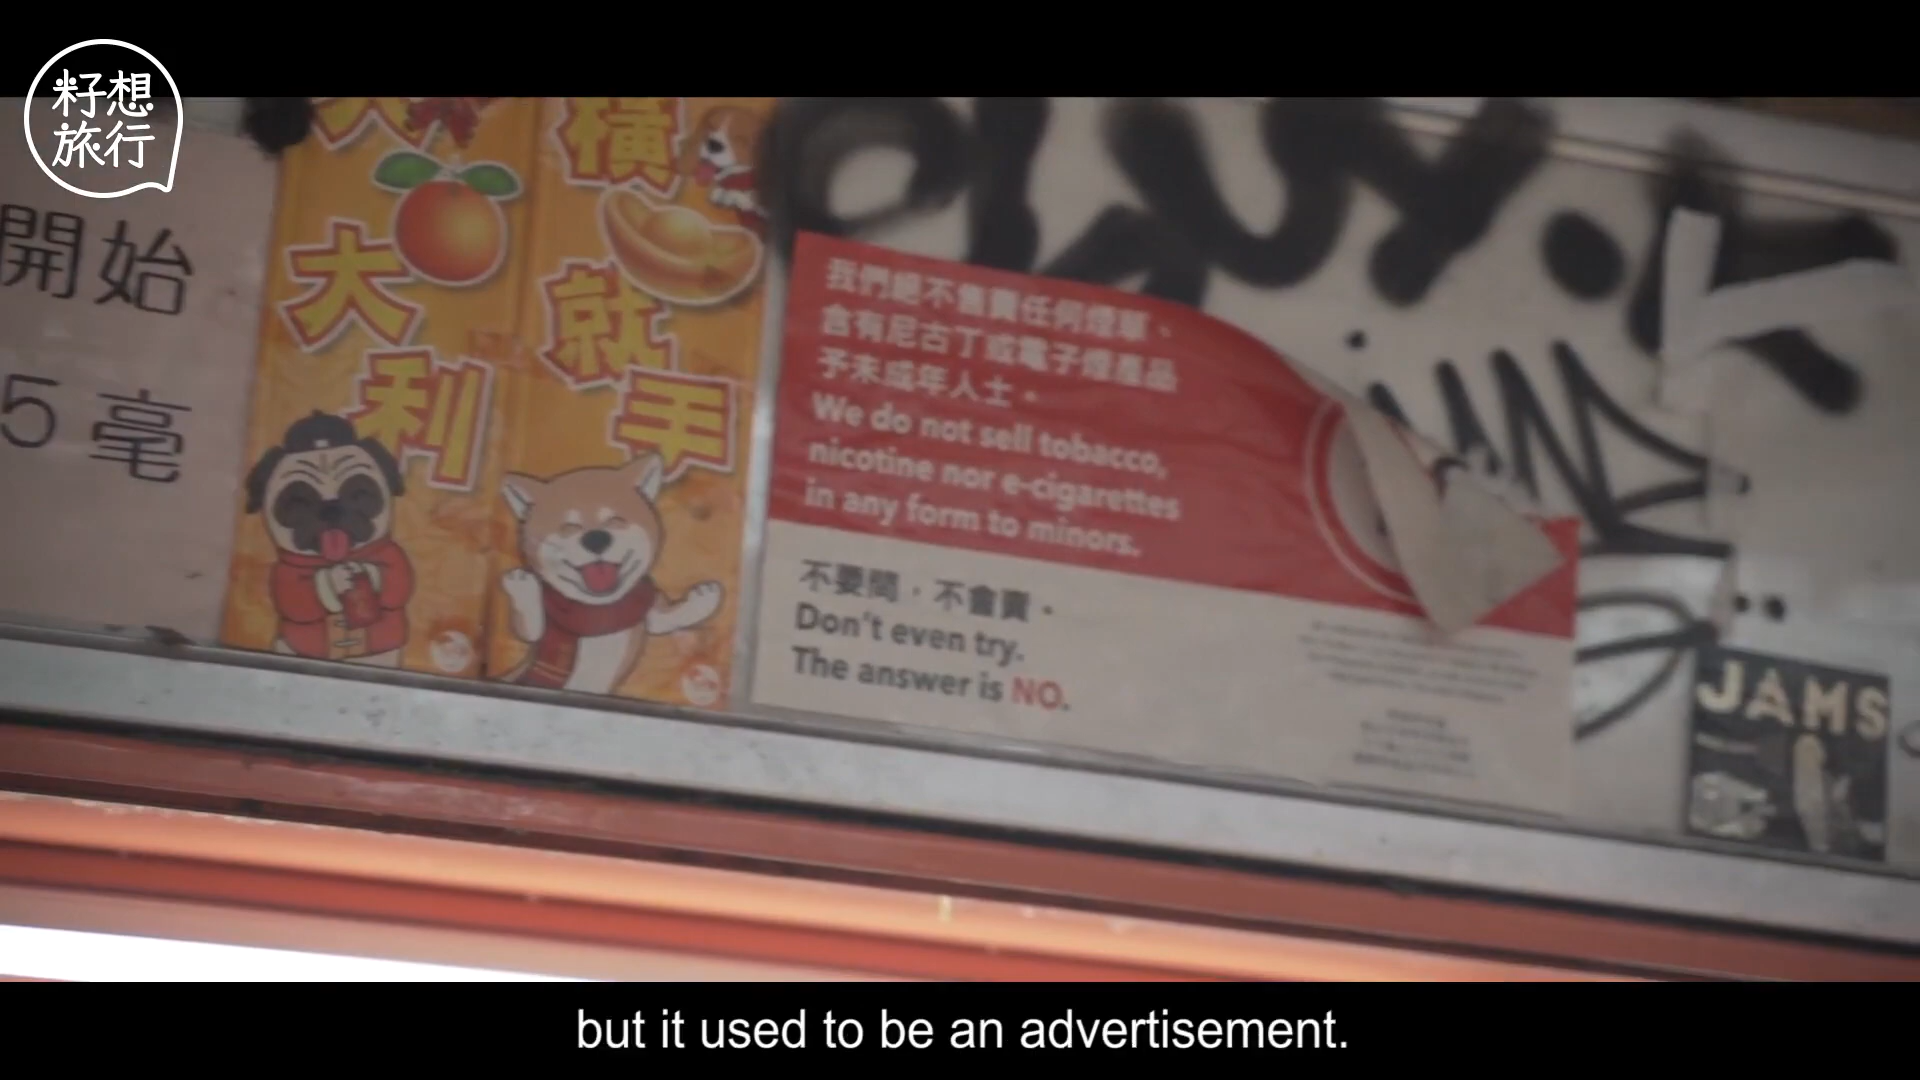 籽想
旅行
開始
5毫
大
大
利
橫
就
手
我們絕不售賣任何煙草、
含有尼古丁或電子煙產品
予未成年人士。
We do not sell tobacco,
nicotine nor e-cigarettes
in any form to minors.
不要問，不會賣。
Don't even try.
The answer is NO.
JAMS
but it used to be an advertisement.